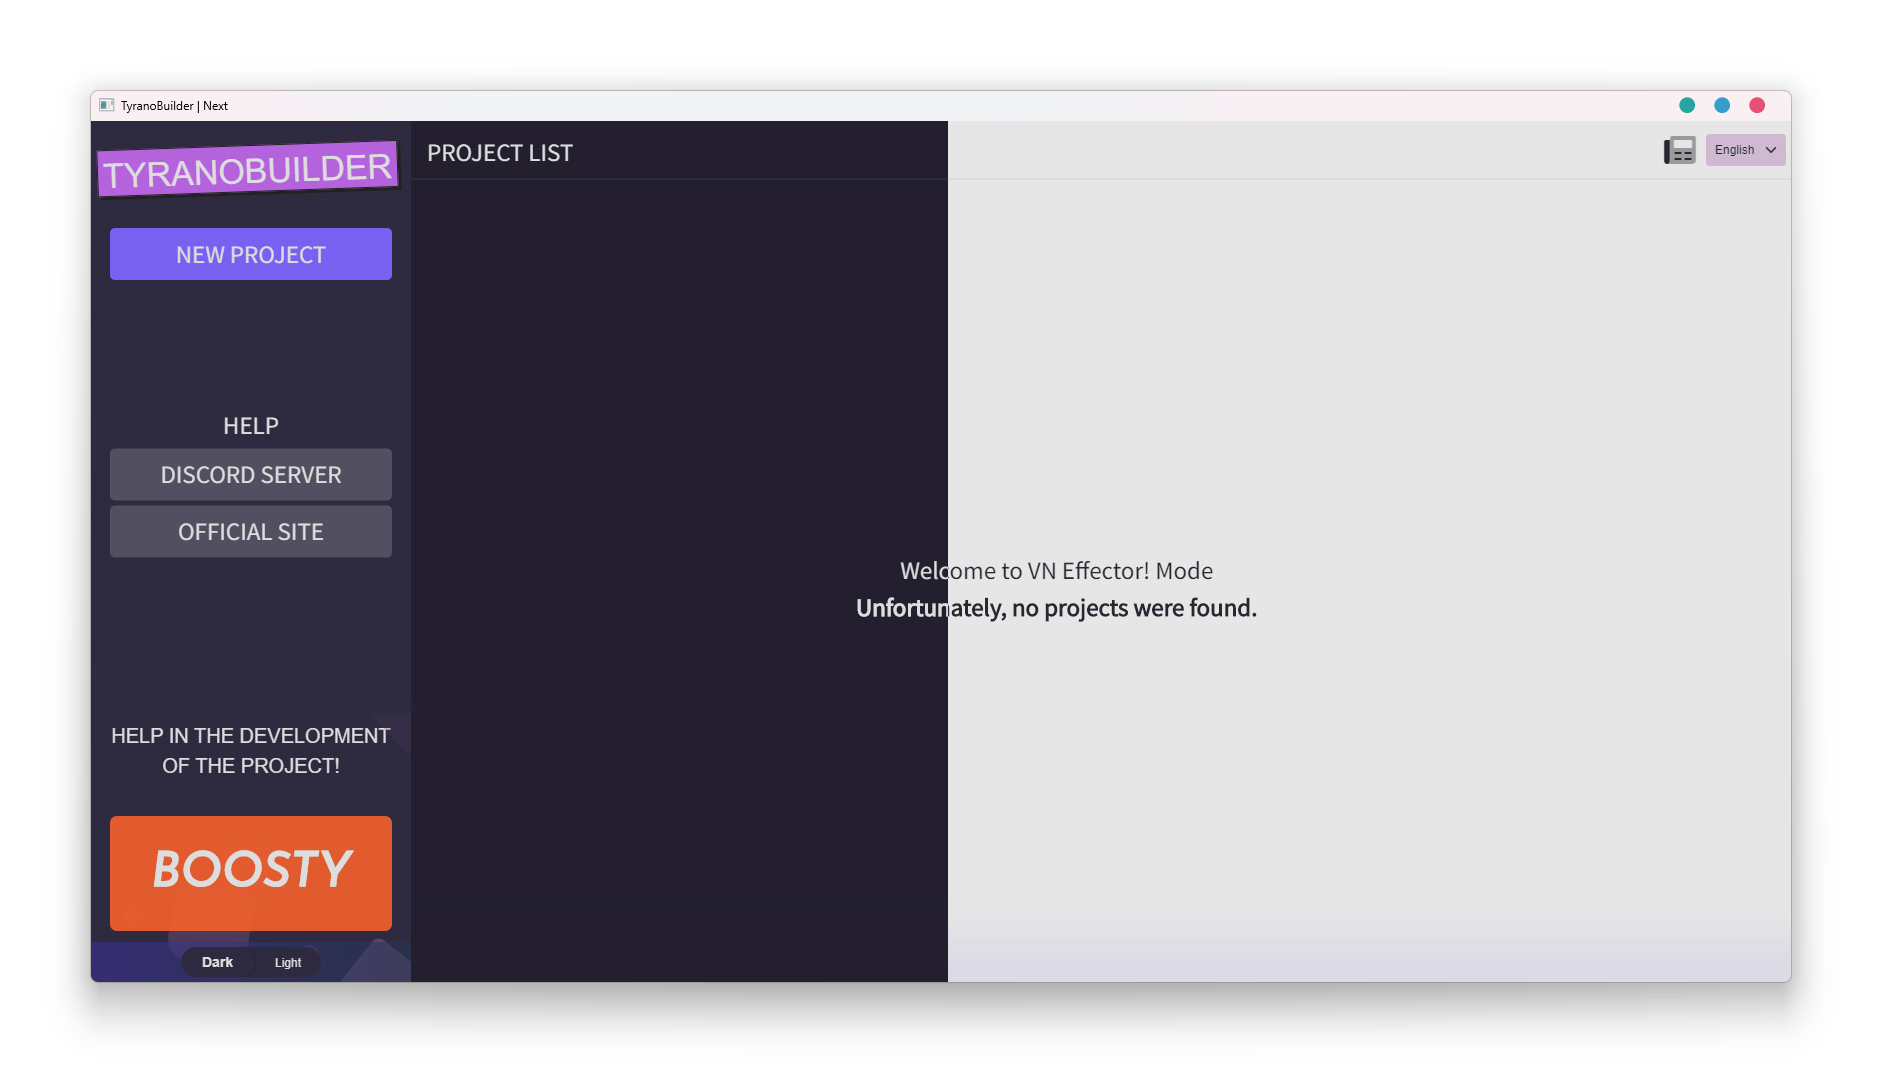 TyranoBuilder | Next
TYRANOBUILDER
PROJECT LIST
English
NEW PROJECT
HELP
DISCORD SERVER
OFFICIAL SITE
Welcome to VN Effector! Mode
Unfortunately, no projects were found.
HELP IN THE DEVELOPMENT
OF THE PROJECT!
BOOSTY
Dark
Light